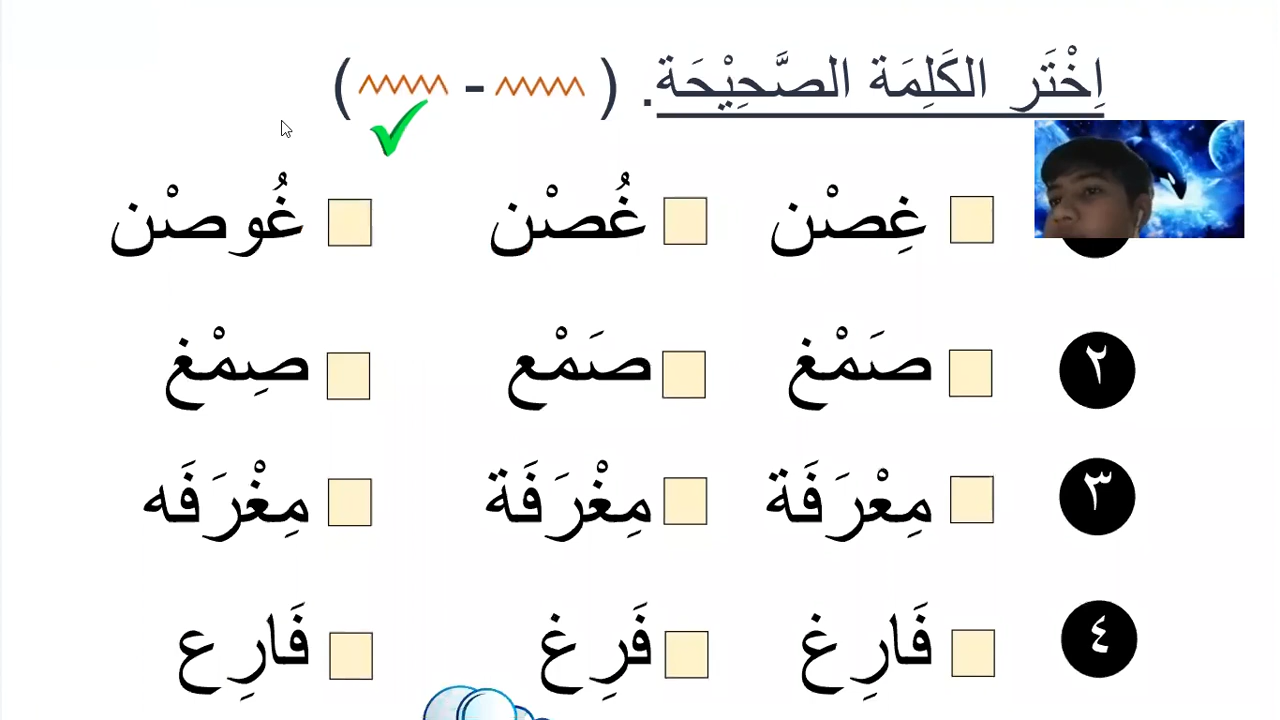 اِخْتَر الكَلِمَة الصَّحِيْحَة. ( - )
غِصْن غُصْن غُوصْن
٢ صَمْغ صَمْع صِمْغ
٣ مِعْرَفَة مِغْرَفَة مِغْرَفَه
٤ فَارِغ فَرِغ فَارِع